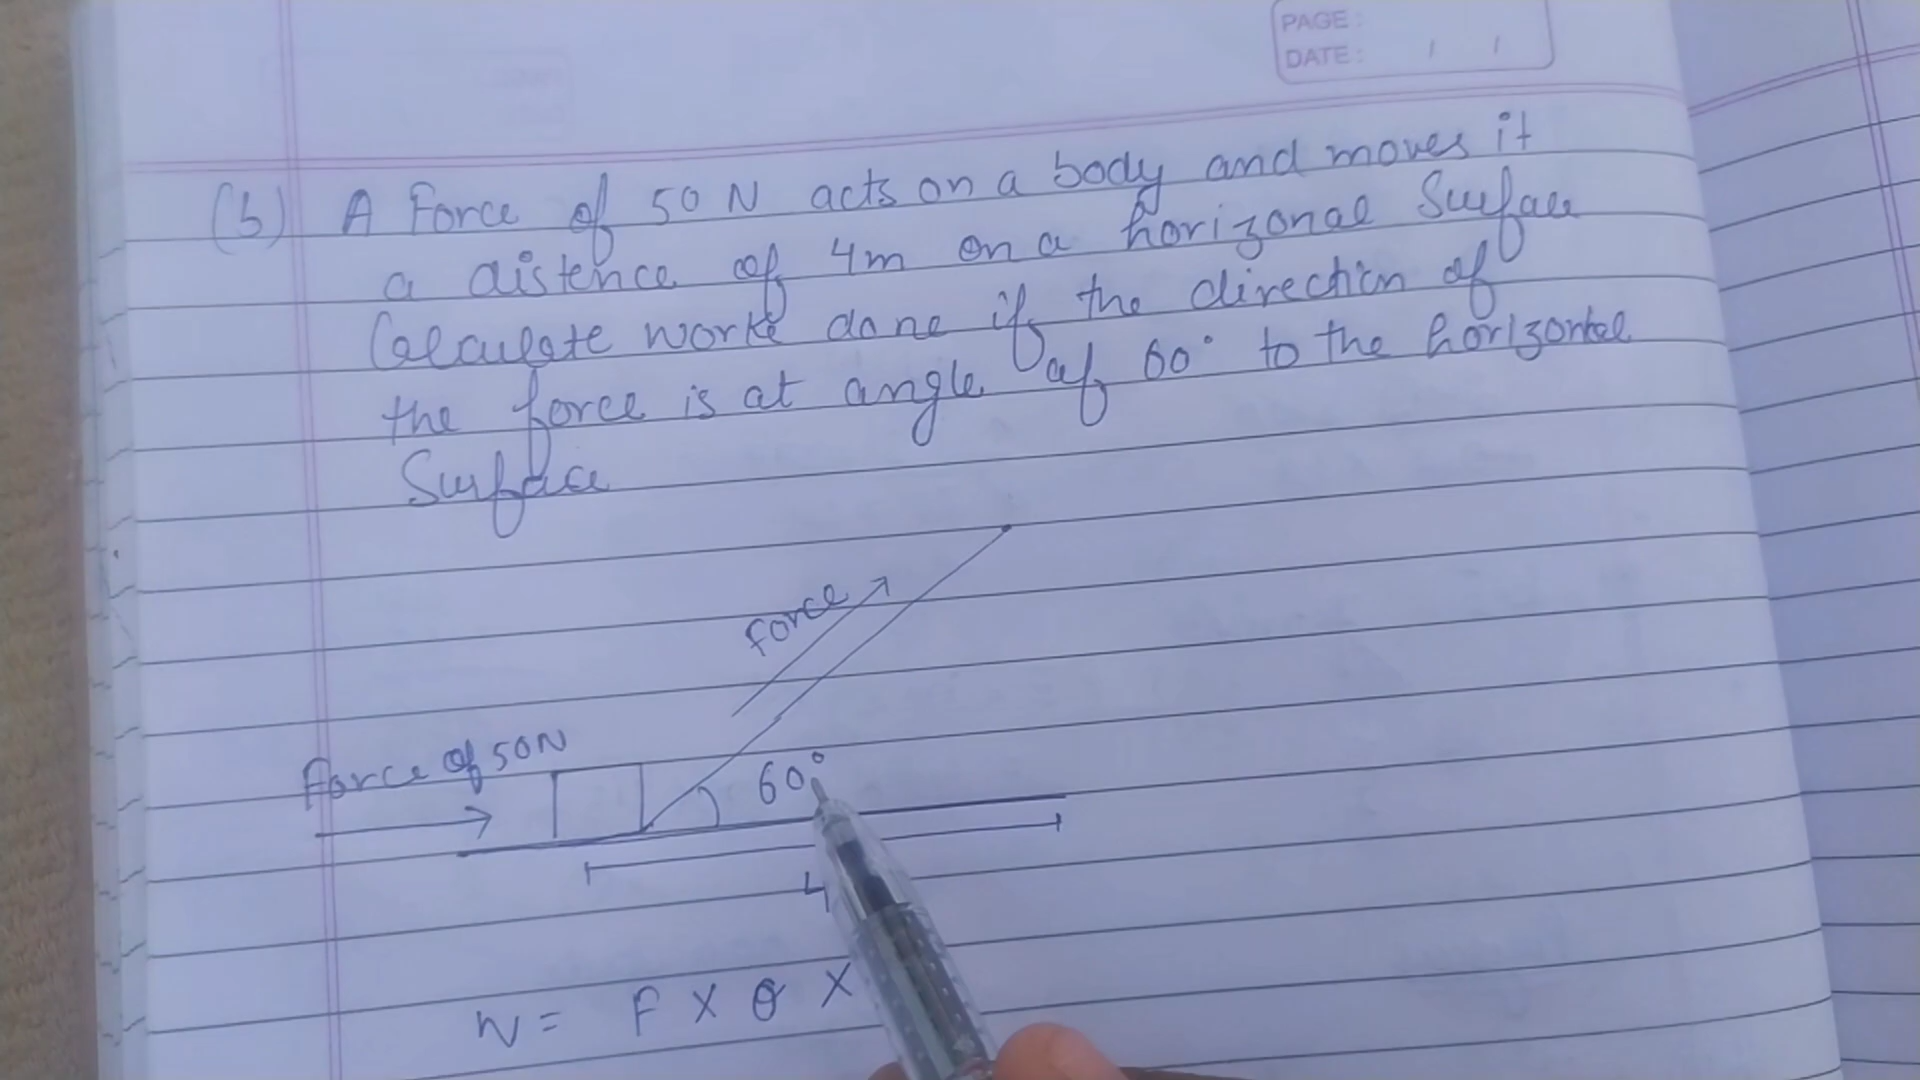 PAGE:
DATE: / /
(b) A Force of 50 N acts on a body and moves it
a distence of 4m on a horizonal Surface
Calculate work done if the direction of
the force is at angle of 60° to the horizontal
Surface
force
Force of 50N
60°
4
W = F X θ X